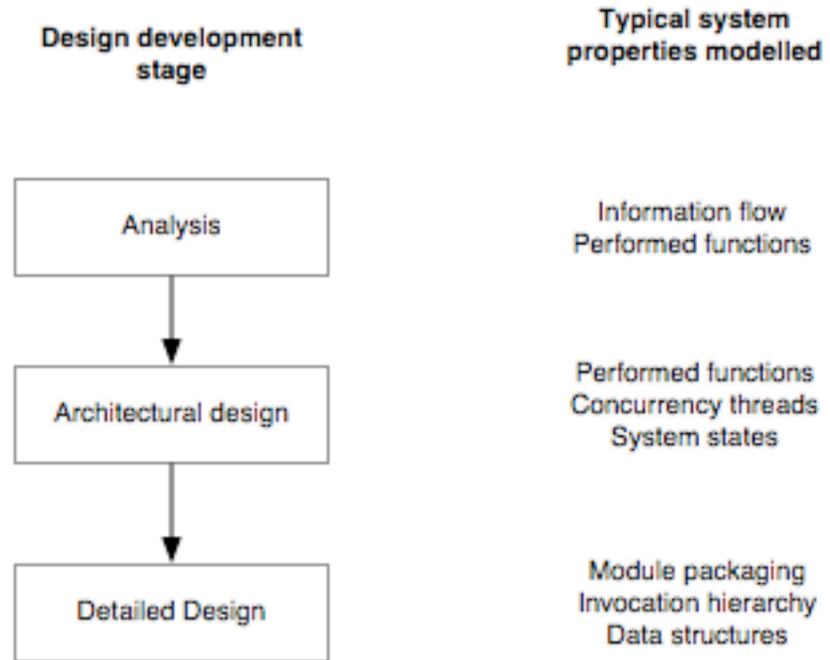 Design development
stage
Typical system
properties modelled
Analysis
Information flow
Performed functions
Architectural design
Performed functions
Concurrency threads
System states
Detailed Design
Module packaging
Invocation hierarchy
Data structures